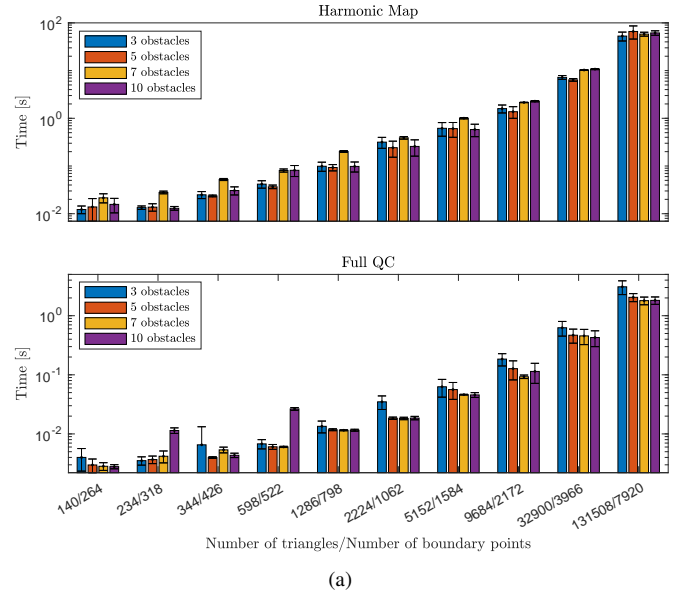 Harmonic Map
10^2
10^0
10^-2
Time [s]
3 obstacles
5 obstacles
7 obstacles
10 obstacles
Full QC
10^0
10^-1
10^-2
Time [s]
3 obstacles
5 obstacles
7 obstacles
10 obstacles
140/264
234/318
344/426
598/522
1286/798
2224/1062
5152/1584
9684/2172
32900/3966
131508/7920
Number of triangles/Number of boundary points
(a)